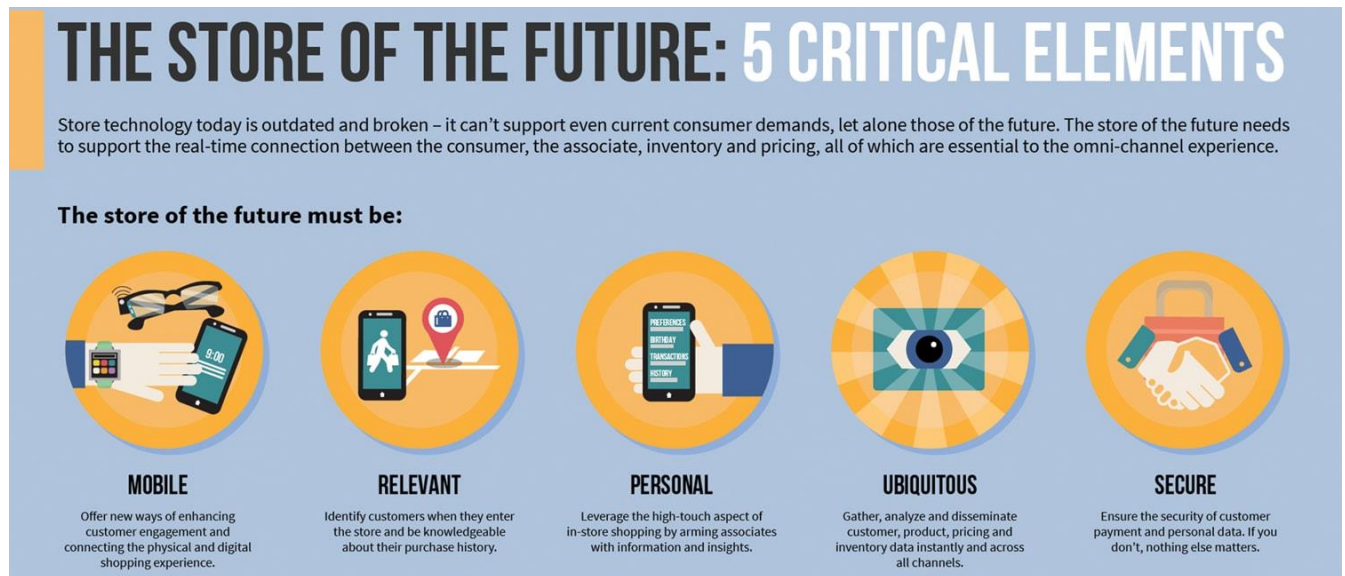 THE STORE OF THE FUTURE: 5 CRITICAL ELEMENTS
Store technology today is outdated and broken – it can't support even current consumer demands, let alone those of the future. The store of the future needs
to support the real-time connection between the consumer, the associate, inventory and pricing, all of which are essential to the omni-channel experience.
The store of the future must be:
9:00
PREFERENCES
BIRTHDAY
TRANSACTIONS
HISTORY
MOBILE
Offer new ways of enhancing
customer engagement and
connecting the physical and digital
shopping experience.
RELEVANT
Identify customers when they enter
the store and be knowledgeable
about their purchase history.
PERSONAL
Leverage the high-touch aspect of
in-store shopping by arming associates
with information and insights.
UBIQUITOUS
Gather, analyze and disseminate
customer, product, pricing and
inventory data instantly and across
all channels.
SECURE
Ensure the security of customer
payment and personal data. If you
don't, nothing else matters.